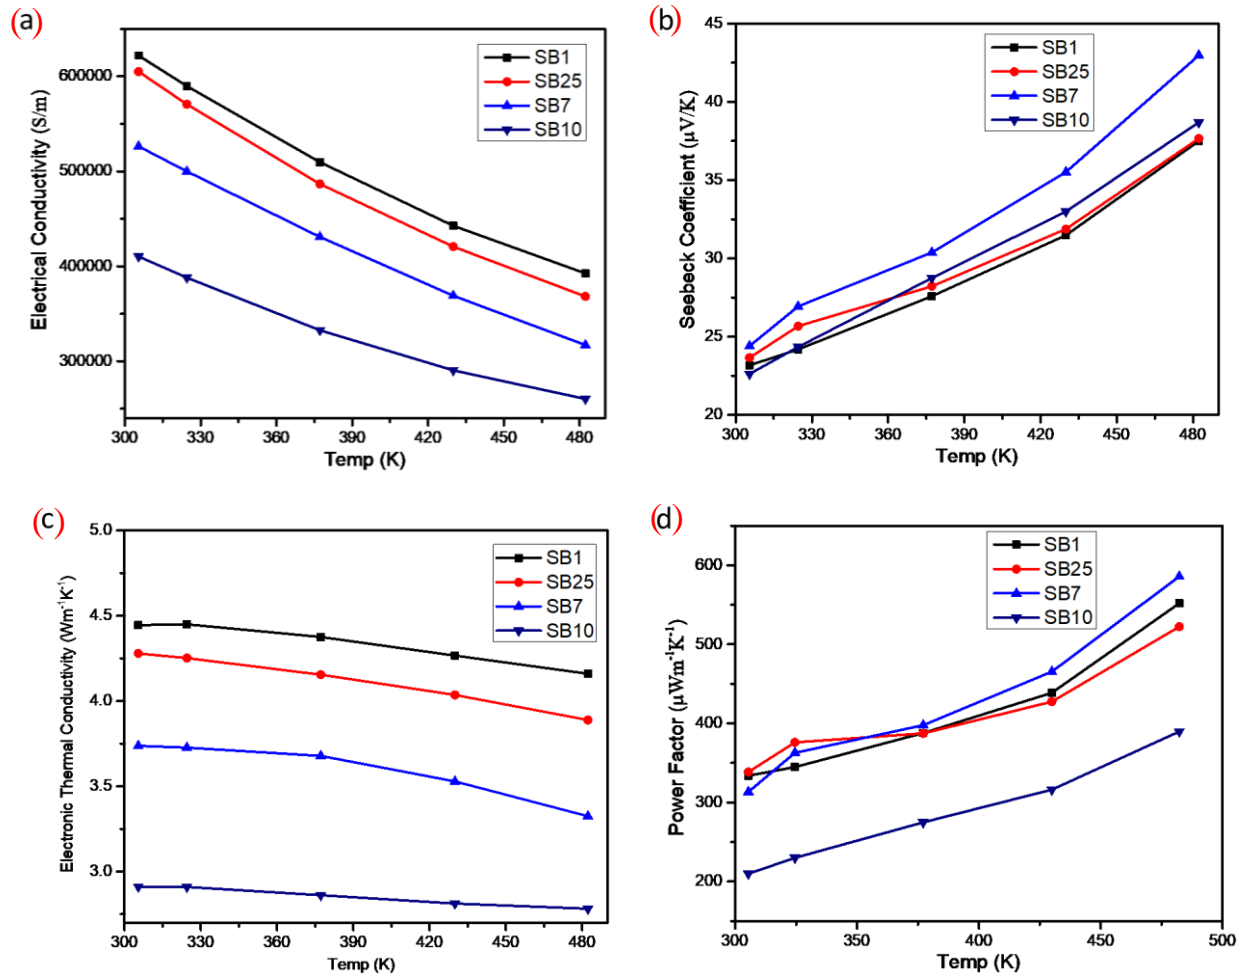 (a)
Electrical Conductivity (S/m)
600000
500000
400000
300000
SB1
SB25
SB7
SB10
300 330 360 390 420 450 480
Temp (K)
(b)
Seebeck Coefficient (μV/K)
45
40
35
30
25
20
SB1
SB25
SB7
SB10
300 330 360 390 420 450 480
Temp (K)
(c)
Electronic Thermal Conductivity (Wm⁻¹K⁻¹)
5.0
4.5
4.0
3.5
3.0
SB1
SB25
SB7
SB10
300 330 360 390 420 450 480
Temp (K)
(d)
Power Factor (μWm⁻¹K⁻¹)
600
500
400
300
200
SB1
SB25
SB7
SB10
300 350 400 450 500
Temp (K)